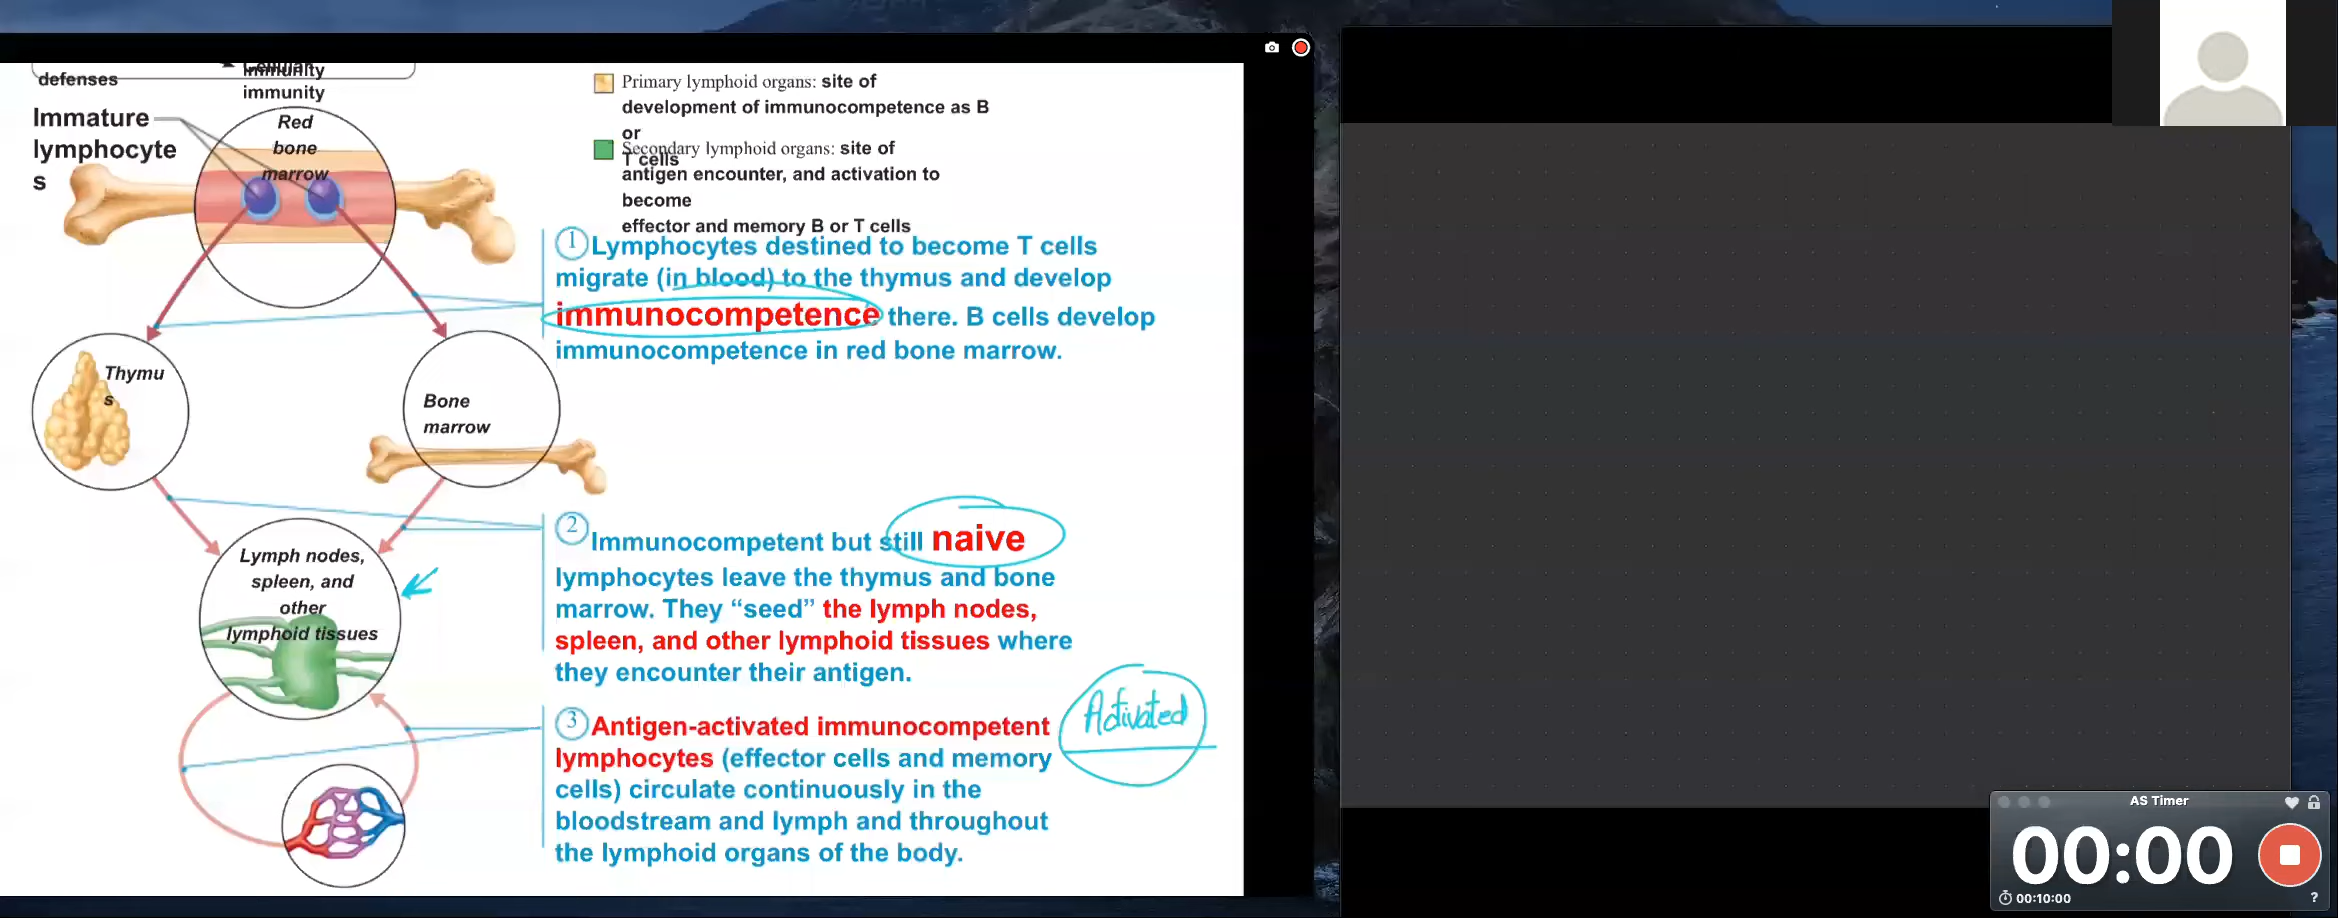 defenses
Cellular
immunity
immunity
Immature
lymphocyte
s
Red
bone
marrow
Primary lymphoid organs: site of
development of immunocompetence as B
or
T cells
Secondary lymphoid organs: site of
antigen encounter, and activation to
become
effector and memory B or T cells
1 Lymphocytes destined to become T cells
migrate (in blood) to the thymus and develop
immunocompetence there. B cells develop
immunocompetence in red bone marrow.
Thymu
s
Bone
marrow
2 Immunocompetent but still naive
lymphocytes leave the thymus and bone
marrow. They “seed” the lymph nodes,
spleen, and other lymphoid tissues where
they encounter their antigen.
Lymph nodes,
spleen, and
other
lymphoid tissues
Activated
3 Antigen-activated immunocompetent
lymphocytes (effector cells and memory
cells) circulate continuously in the
bloodstream and lymph and throughout
the lymphoid organs of the body.
AS Timer
00:00
00:10:00
?